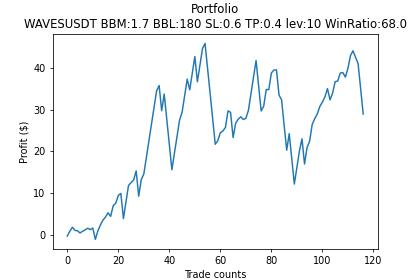 Portfolio
WAVESUSDT BBM:1.7 BBL:180 SL:0.6 TP:0.4 lev:10 WinRatio:68.0
40
30
20
10
0
Profit ($)
0 20 40 60 80 100 120
Trade counts